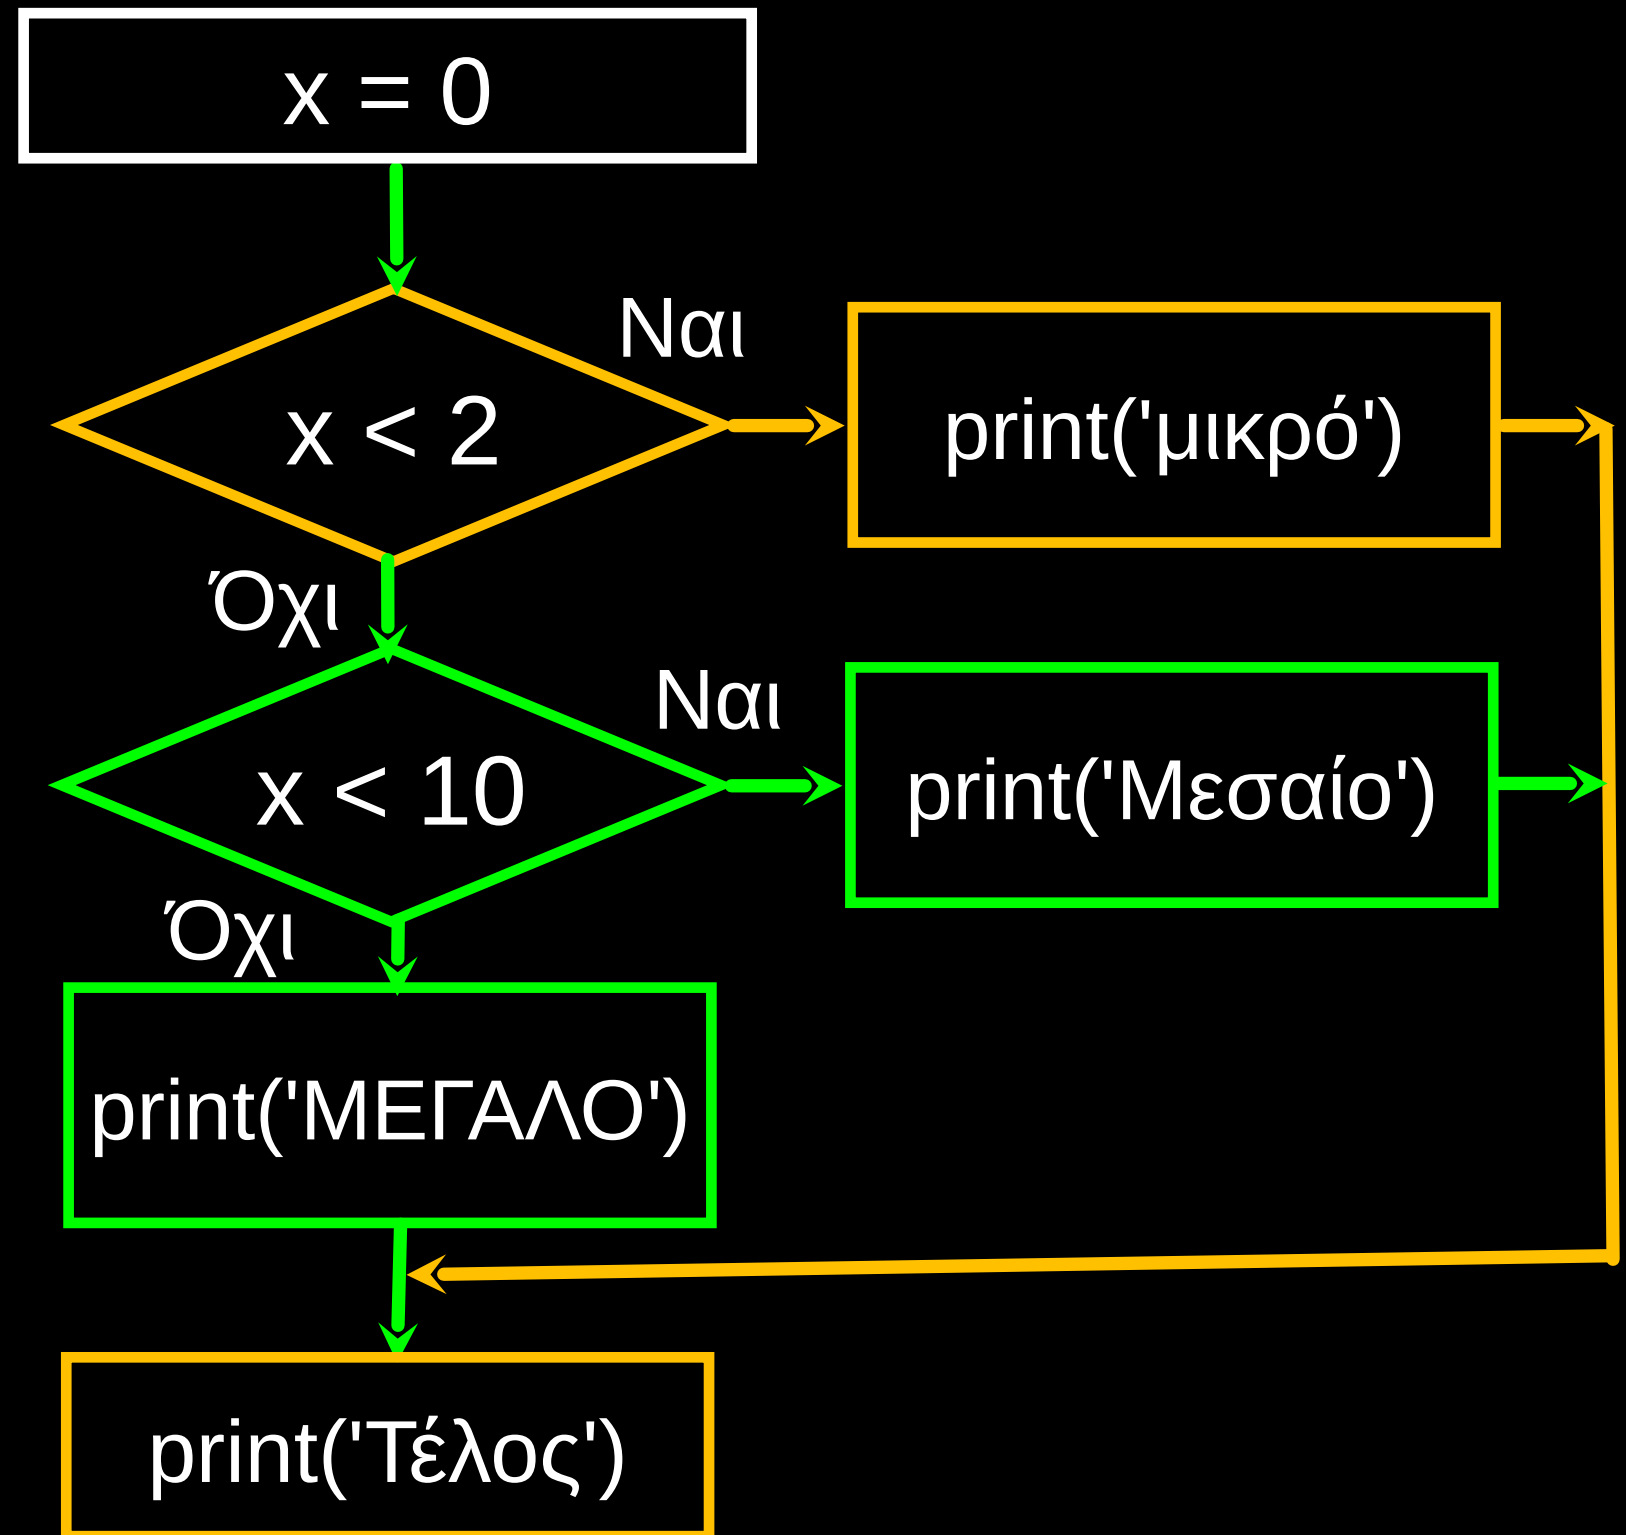 x = 0
Ναι
x < 2
print('μικρό')
Όχι
Ναι
x < 10
print('Μεσαίο')
Όχι
print('ΜΕΓΑΛΟ')
print('Τέλος')